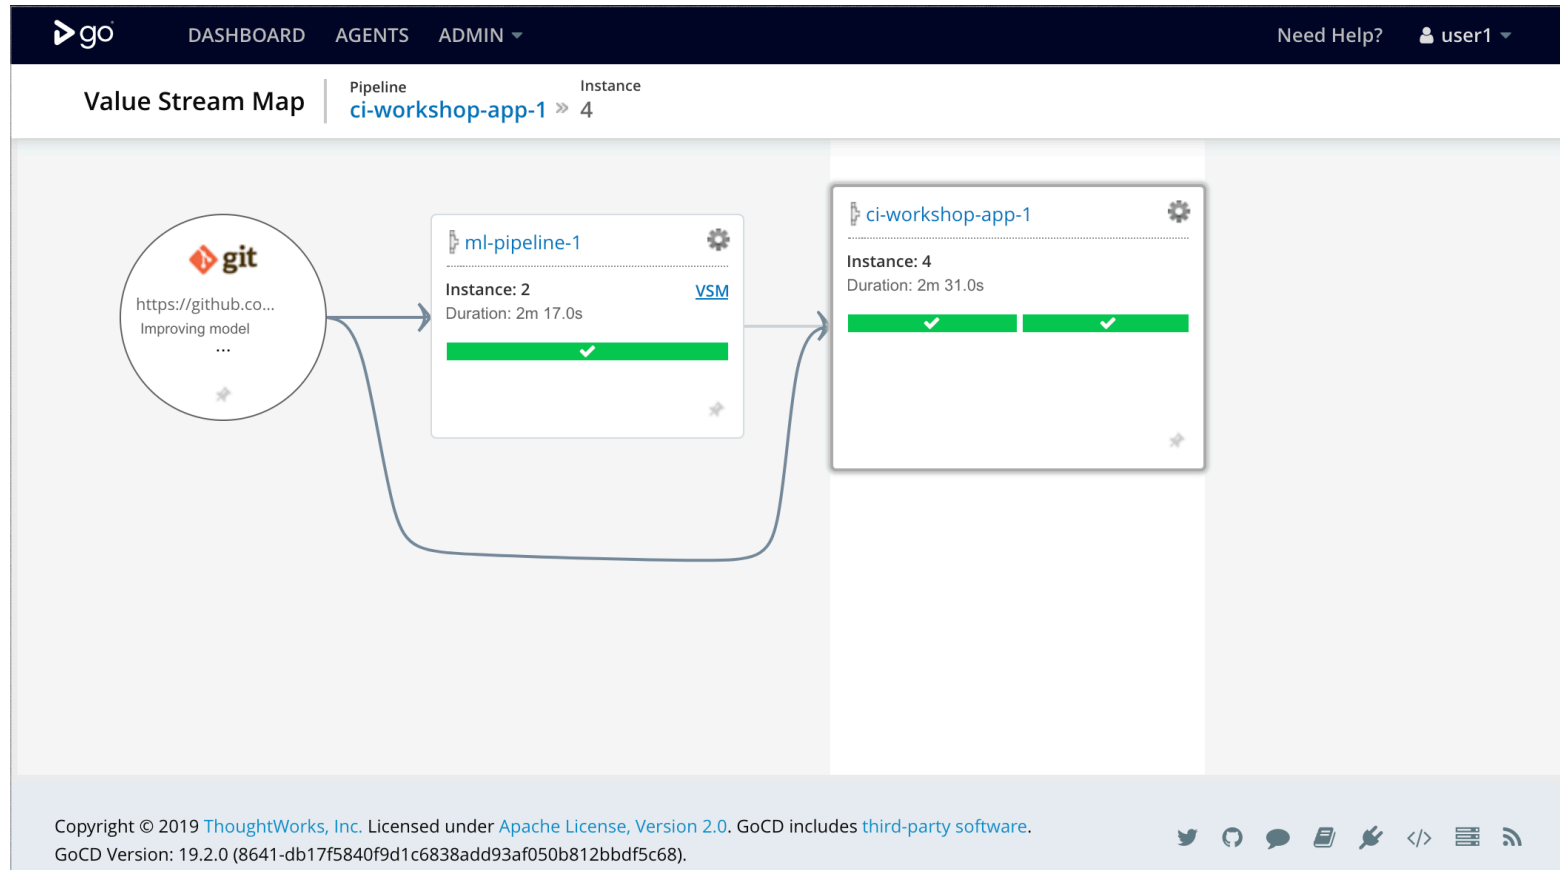 go DASHBOARD AGENTS ADMIN Need Help? user1
Value Stream Map
Pipeline
ci-workshop-app-1 »
Instance
4
git
https://github.co...
Improving model
...
ml-pipeline-1
Instance: 2 VSM
Duration: 2m 17.0s
ci-workshop-app-1
Instance: 4
Duration: 2m 31.0s
Copyright © 2019 ThoughtWorks, Inc. Licensed under Apache License, Version 2.0. GoCD includes third-party software.
GoCD Version: 19.2.0 (8641-db17f5840f9d1c6838add93af050b812bbdf5c68).